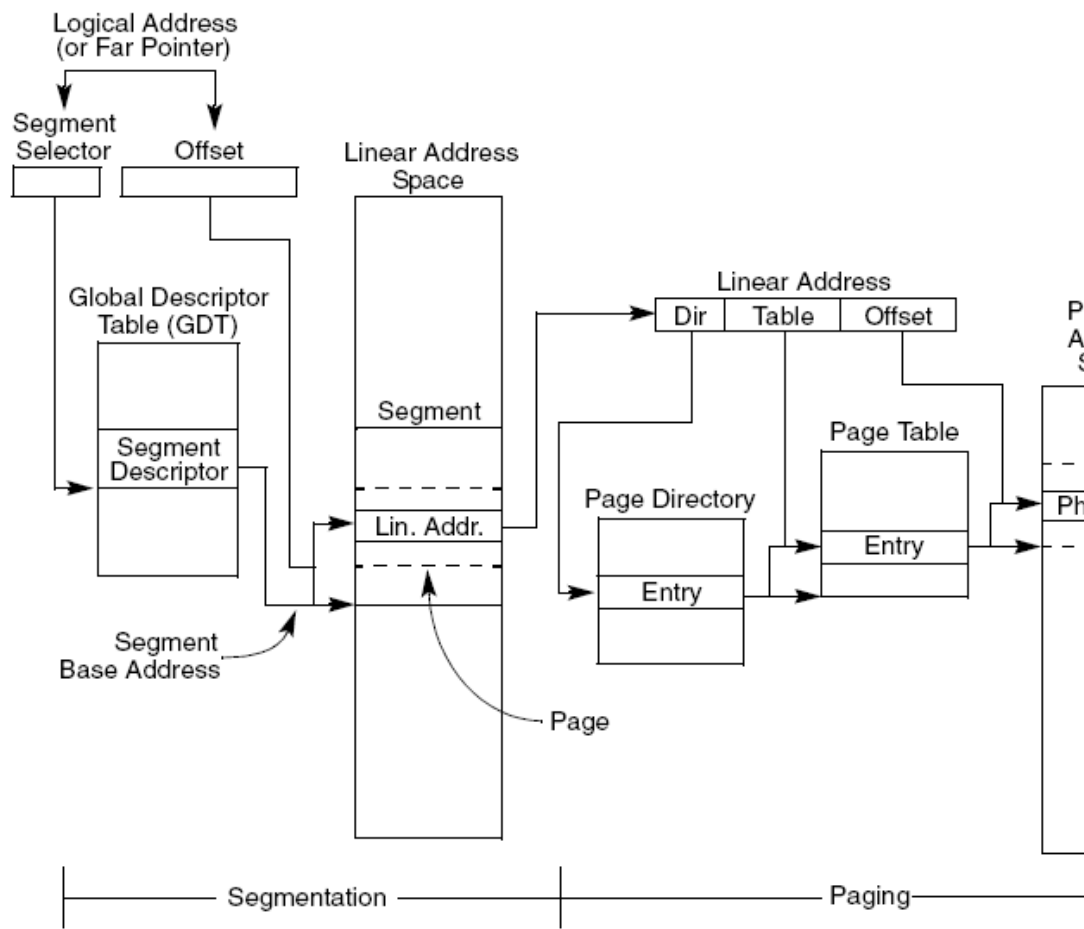 Logical Address
(or Far Pointer)
Segment
Selector
Offset
Linear Address
Space
Global Descriptor
Table (GDT)
Segment
Descriptor
Segment
Lin. Addr.
Segment
Base Address
Page
Linear Address
Dir
Table
Offset
Page Directory
Entry
Page Table
Entry
P
A
S
Ph
Segmentation
Paging